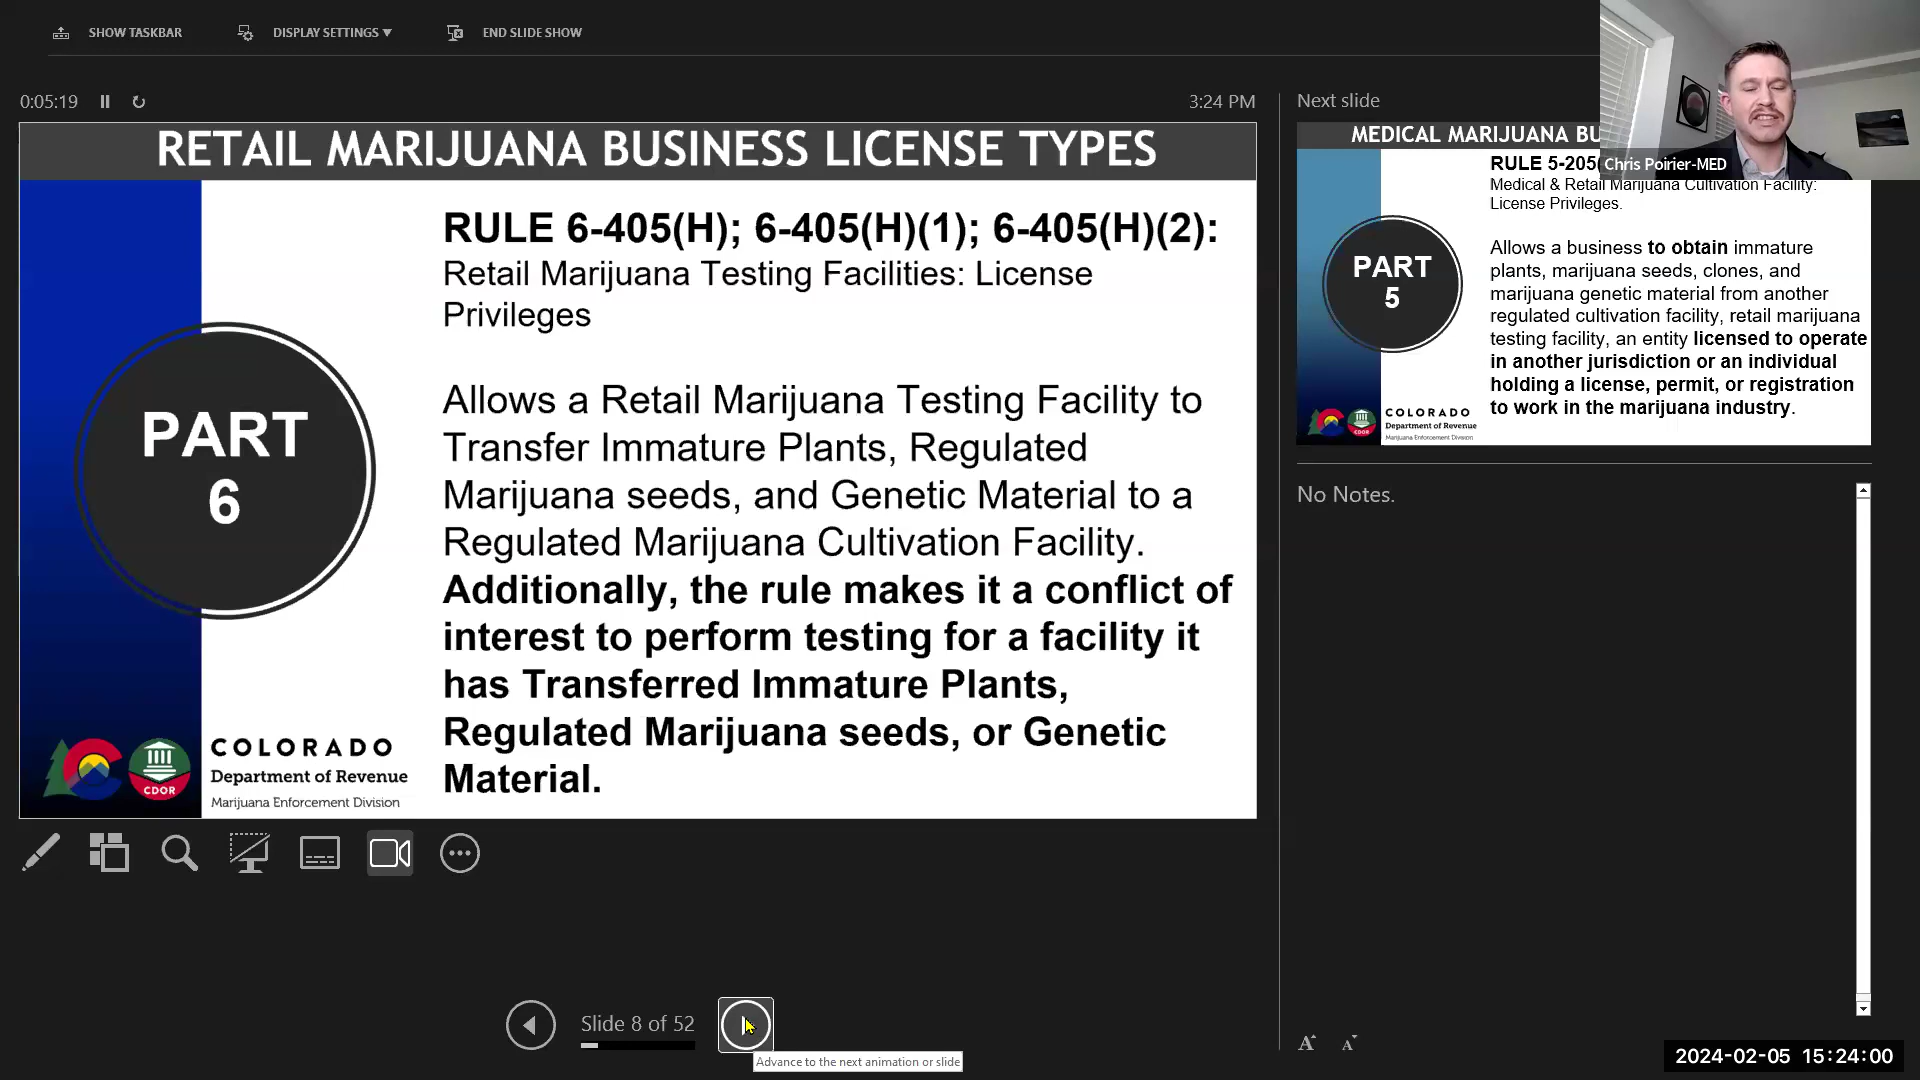 SHOW TASKBAR
DISPLAY SETTINGS ▼
END SLIDE SHOW
0:05:19
3:24 PM
RETAIL MARIJUANA BUSINESS LICENSE TYPES
PART
6
RULE 6-405(H); 6-405(H)(1); 6-405(H)(2):
Retail Marijuana Testing Facilities: License
Privileges
Allows a Retail Marijuana Testing Facility to
Transfer Immature Plants, Regulated
Marijuana seeds, and Genetic Material to a
Regulated Marijuana Cultivation Facility.
Additionally, the rule makes it a conflict of
interest to perform testing for a facility it
has Transferred Immature Plants,
Regulated Marijuana seeds, or Genetic
Material.
CDOR
COLORADO
Department of Revenue
Marijuana Enforcement Division
Slide 8 of 52
Advance to the next animation or slide
Next slide
MEDICAL MARIJUANA BU
RULE 5-205(
Medical & Retail Marijuana Cultivation Facility:
License Privileges.
PART
5
Allows a business to obtain immature
plants, marijuana seeds, clones, and
marijuana genetic material from another
regulated cultivation facility, retail marijuana
testing facility, an entity licensed to operate
in another jurisdiction or an individual
holding a license, permit, or registration
to work in the marijuana industry.
CDOR
COLORADO
Department of Revenue
Marijuana Enforcement Division
Chris Poirier-MED
No Notes.
A A
2024-02-05 15:24:00